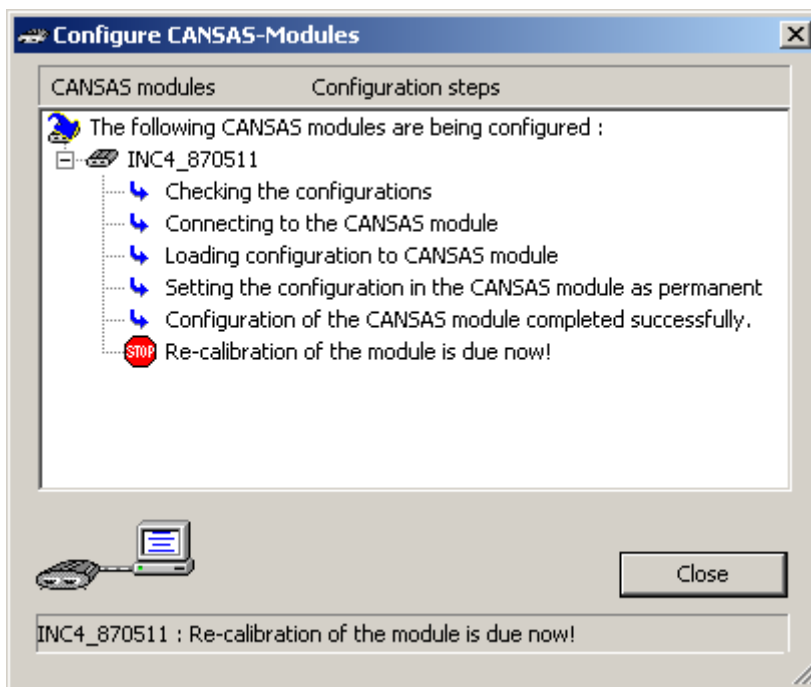 Configure CANSAS-Modules
CANSAS modules Configuration steps
The following CANSAS modules are being configured :
INC4_870511
Checking the configurations
Connecting to the CANSAS module
Loading configuration to CANSAS module
Setting the configuration in the CANSAS module as permanent
Configuration of the CANSAS module completed successfully.
STOP Re-calibration of the module is due now!
Close
INC4_870511 : Re-calibration of the module is due now!